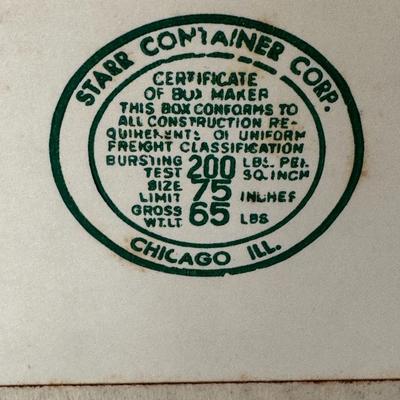 STARR CONTAINER CORP.
CERTIFICATE
OF BOX MAKER
THIS BOX CONFORMS TO
ALL CONSTRUCTION RE-
QUIREMENTS OF UNIFORM
FREIGHT CLASSIFICATION
BURSTING TEST 200 LBS. PER SQ. INCH
SIZE LIMIT 75 INCHES
GROSS WT. LT. 65 LBS
CHICAGO ILL.